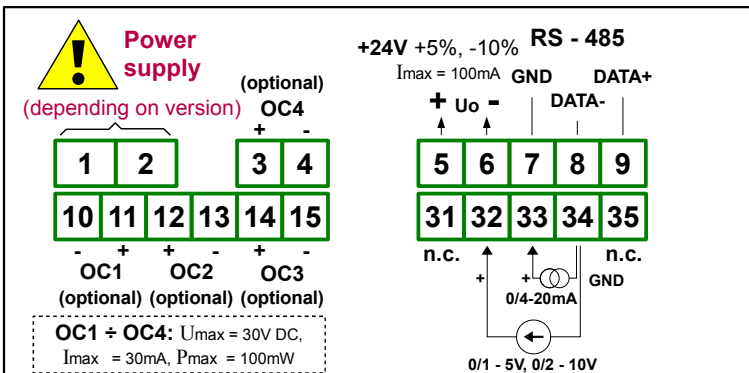 Power
supply
(depending on version)
(optional)
OC4
+ -
1 2 3 4
10 11 12 13 14 15
- + + - + -
OC1 OC2 OC3
(optional) (optional) (optional)
OC1 ÷ OC4: Umax = 30V DC,
Imax = 30mA, Pmax = 100mW
+24V +5%, -10% RS - 485
Imax = 100mA GND DATA+
+ Uo - DATA-
5 6 7 8 9
31 32 33 34 35
n.c. n.c.
+ + GND
0/4-20mA
0/1 - 5V, 0/2 - 10V